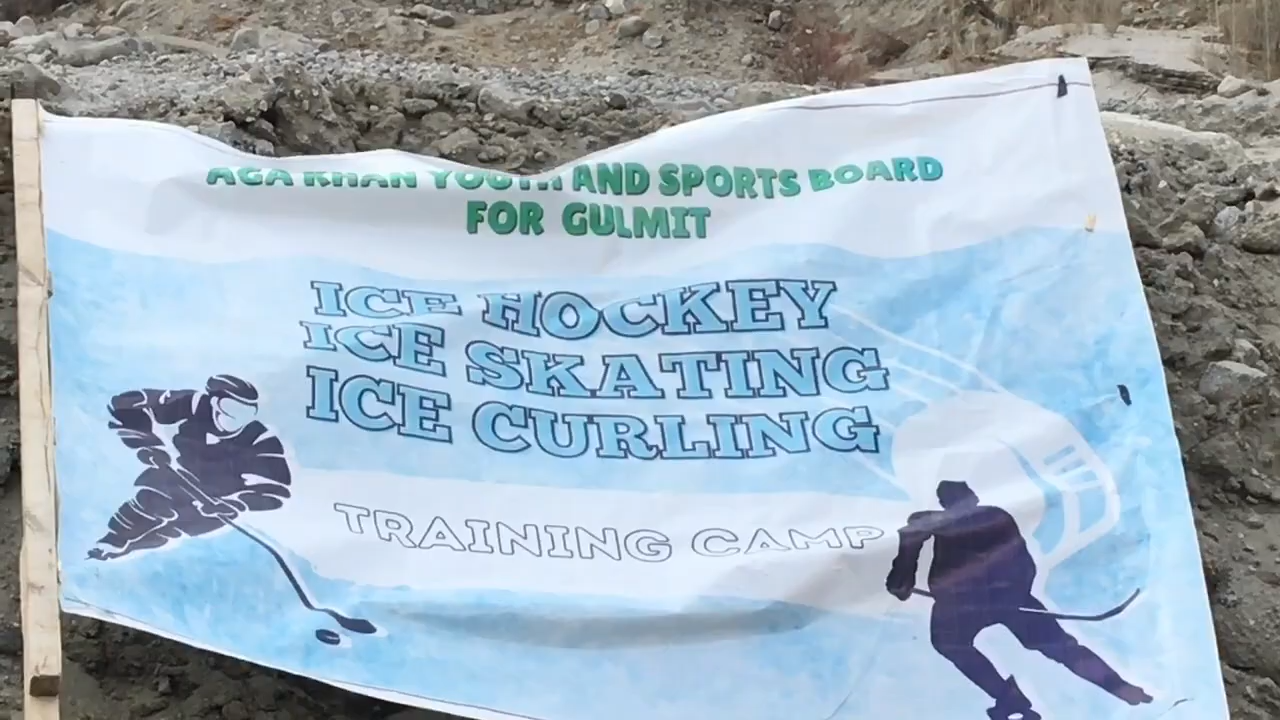 AGA KHAN YOUTH AND SPORTS BOARD
FOR GULMIT
ICE HOCKEY
ICE SKATING
ICE CURLING
TRAINING CAMP